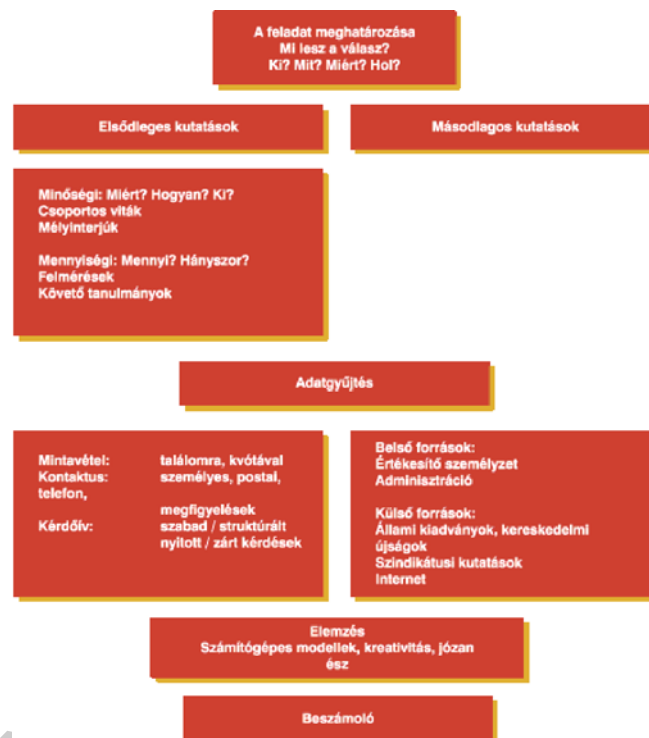 A feladat meghatározása
Mi lesz a válasz?
Ki? Mit? Miért? Hol?
Elsődleges kutatások
Másodlagos kutatások
Minőségi: Miért? Hogyan? Ki?
Csoportos viták
Mélyinterjúk
Mennyiségi: Mennyi? Hányszor?
Felmérések
Követő tanulmányok
Adatgyűjtés
Mintavétel: találomra, kvótával
Kontaktus: személyes, postal,
telefon,
megfigyelések
Kérdőív: szabad / struktúrált
nyitott / zárt kérdések
Belső források:
Értékesítő személyzet
Adminisztráció
Külső források:
Állami kiadványok, kereskedelmi
újságok
Szindikátusi kutatások
Internet
Elemzés
Számítógépes modellek, kreativitás, józan
ész
Beszámoló